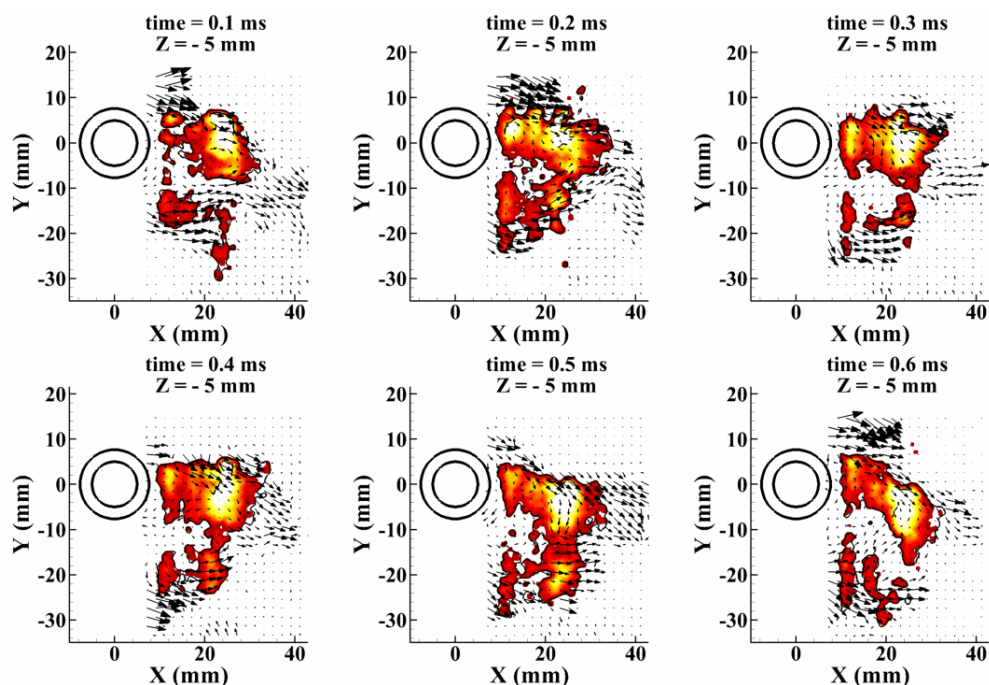 time = 0.1 ms
Z = - 5 mm
20
10
0
-10
-20
-30
Y (mm)
0
20
40
X (mm)
time = 0.2 ms
Z = - 5 mm
20
10
0
-10
-20
-30
Y (mm)
0
20
40
X (mm)
time = 0.3 ms
Z = - 5 mm
20
10
0
-10
-20
-30
Y (mm)
0
20
40
X (mm)
time = 0.4 ms
Z = - 5 mm
20
10
0
-10
-20
-30
Y (mm)
0
20
40
X (mm)
time = 0.5 ms
Z = - 5 mm
20
10
0
-10
-20
-30
Y (mm)
0
20
40
X (mm)
time = 0.6 ms
Z = - 5 mm
20
10
0
-10
-20
-30
Y (mm)
0
20
40
X (mm)